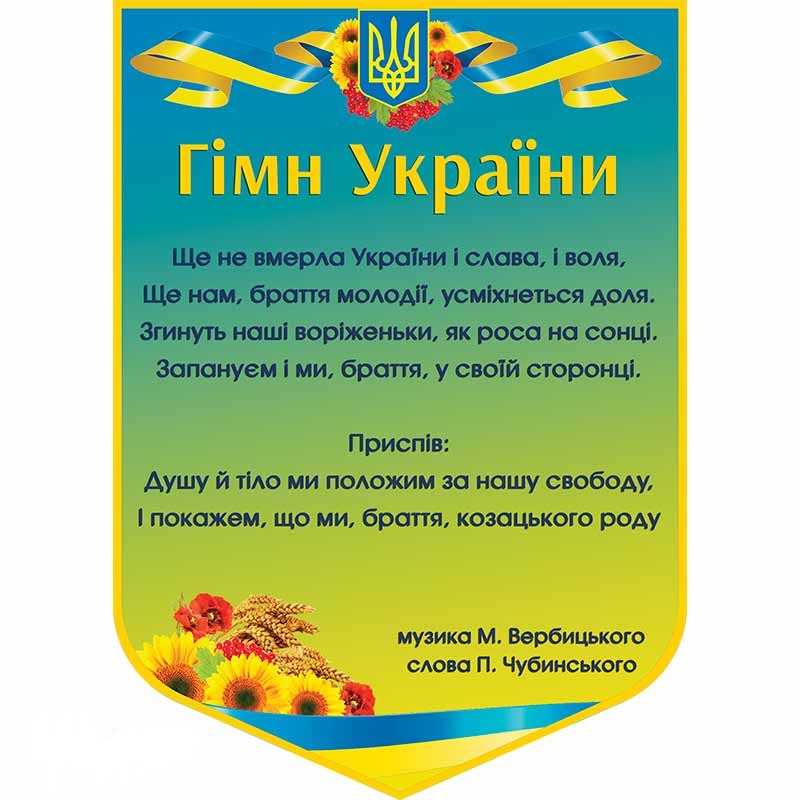 Гімн України
Ще не вмерла України і слава, і воля,
Ще нам, браття молодії, усміхнеться доля.
Згинуть наші воріженьки, як роса на сонці.
Запануєм і ми, браття, у своїй сторонці.
Приспів:
Душу й тіло ми положим за нашу свободу,
І покажем, що ми, браття, козацького роду
музика М. Вербицького
слова П. Чубинського